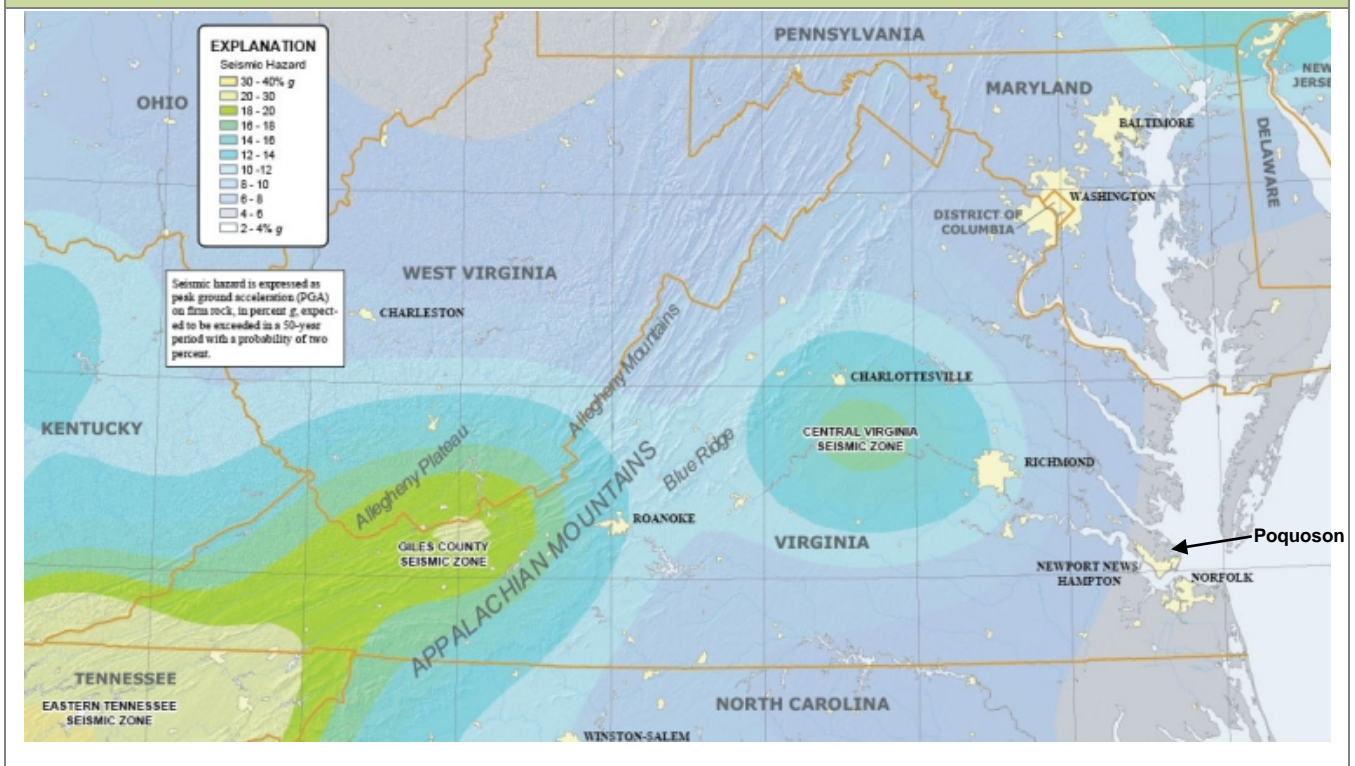 EXPLANATION
Seismic Hazard
30 - 40% g
20 - 30
18 - 20
16 - 18
14 - 16
12 - 14
10 -12
8 - 10
6 - 8
4 - 6
2 - 4% g
Seismic hazard is expressed as
peak ground acceleration (PGA)
on firm rock, in percent g, expect-
ed to be exceeded in a 50-year
period with a probability of two
percent.
PENNSYLVANIA
OHIO
MARYLAND
NEW
JERSE
BALTIMORE
DELAWARE
WASHINGTON
DISTRICT OF
COLUMBIA
WEST VIRGINIA
CHARLESTON
Allegheny Mountains
CHARLOTTESVILLE
KENTUCKY
CENTRAL VIRGINIA
SEISMIC ZONE
Allegheny Plateau
Blue Ridge
RICHMOND
APPALACHIAN MOUNTAINS
ROANOKE
GILES COUNTY
SEISMIC ZONE
VIRGINIA
Poquoson
NEWPORT NEWS
HAMPTON
NORFOLK
TENNESSEE
EASTERN TENNESSEE
SEISMIC ZONE
NORTH CAROLINA
WINSTON-SALEM